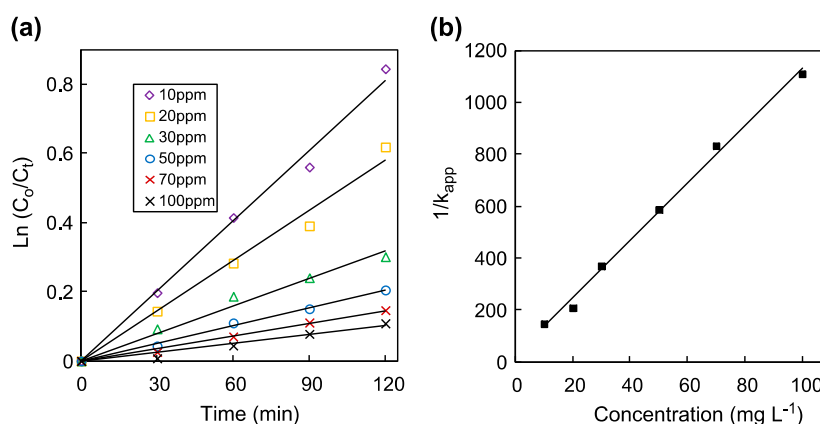 (a)
Ln (Co/Ct)
0.8
0.6
0.4
0.2
0
10ppm
20ppm
30ppm
50ppm
70ppm
100ppm
0 30 60 90 120
Time (min)
(b)
1/kapp
1200
1000
800
600
400
200
0
0 20 40 60 80 100
Concentration (mg L-1)